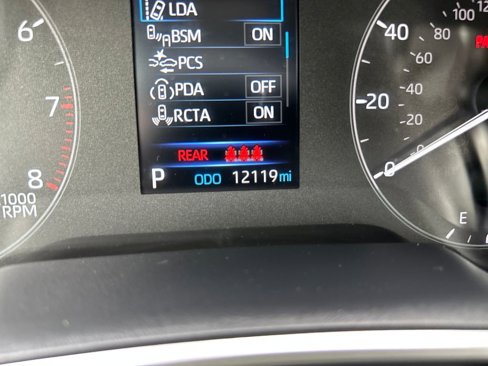 LDA
BSM ON
PCS
PDA OFF
RCTA ON
REAR
P ODO 12119 mi
6
7
8
1000
RPM
100
80
60
40
20
0
40
20
0
E